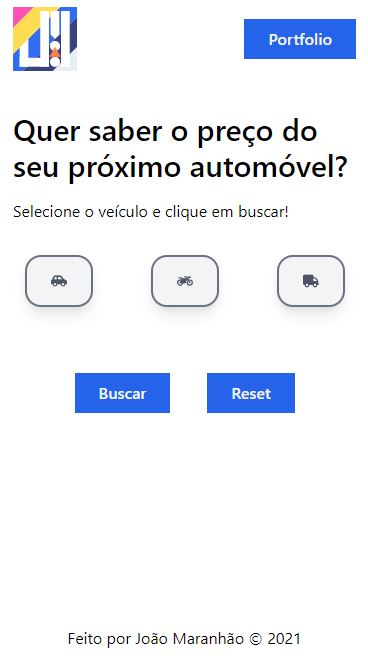 Portfolio
Quer saber o preço do
seu próximo automóvel?
Selecione o veículo e clique em buscar!
Buscar
Reset
Feito por João Maranhão © 2021